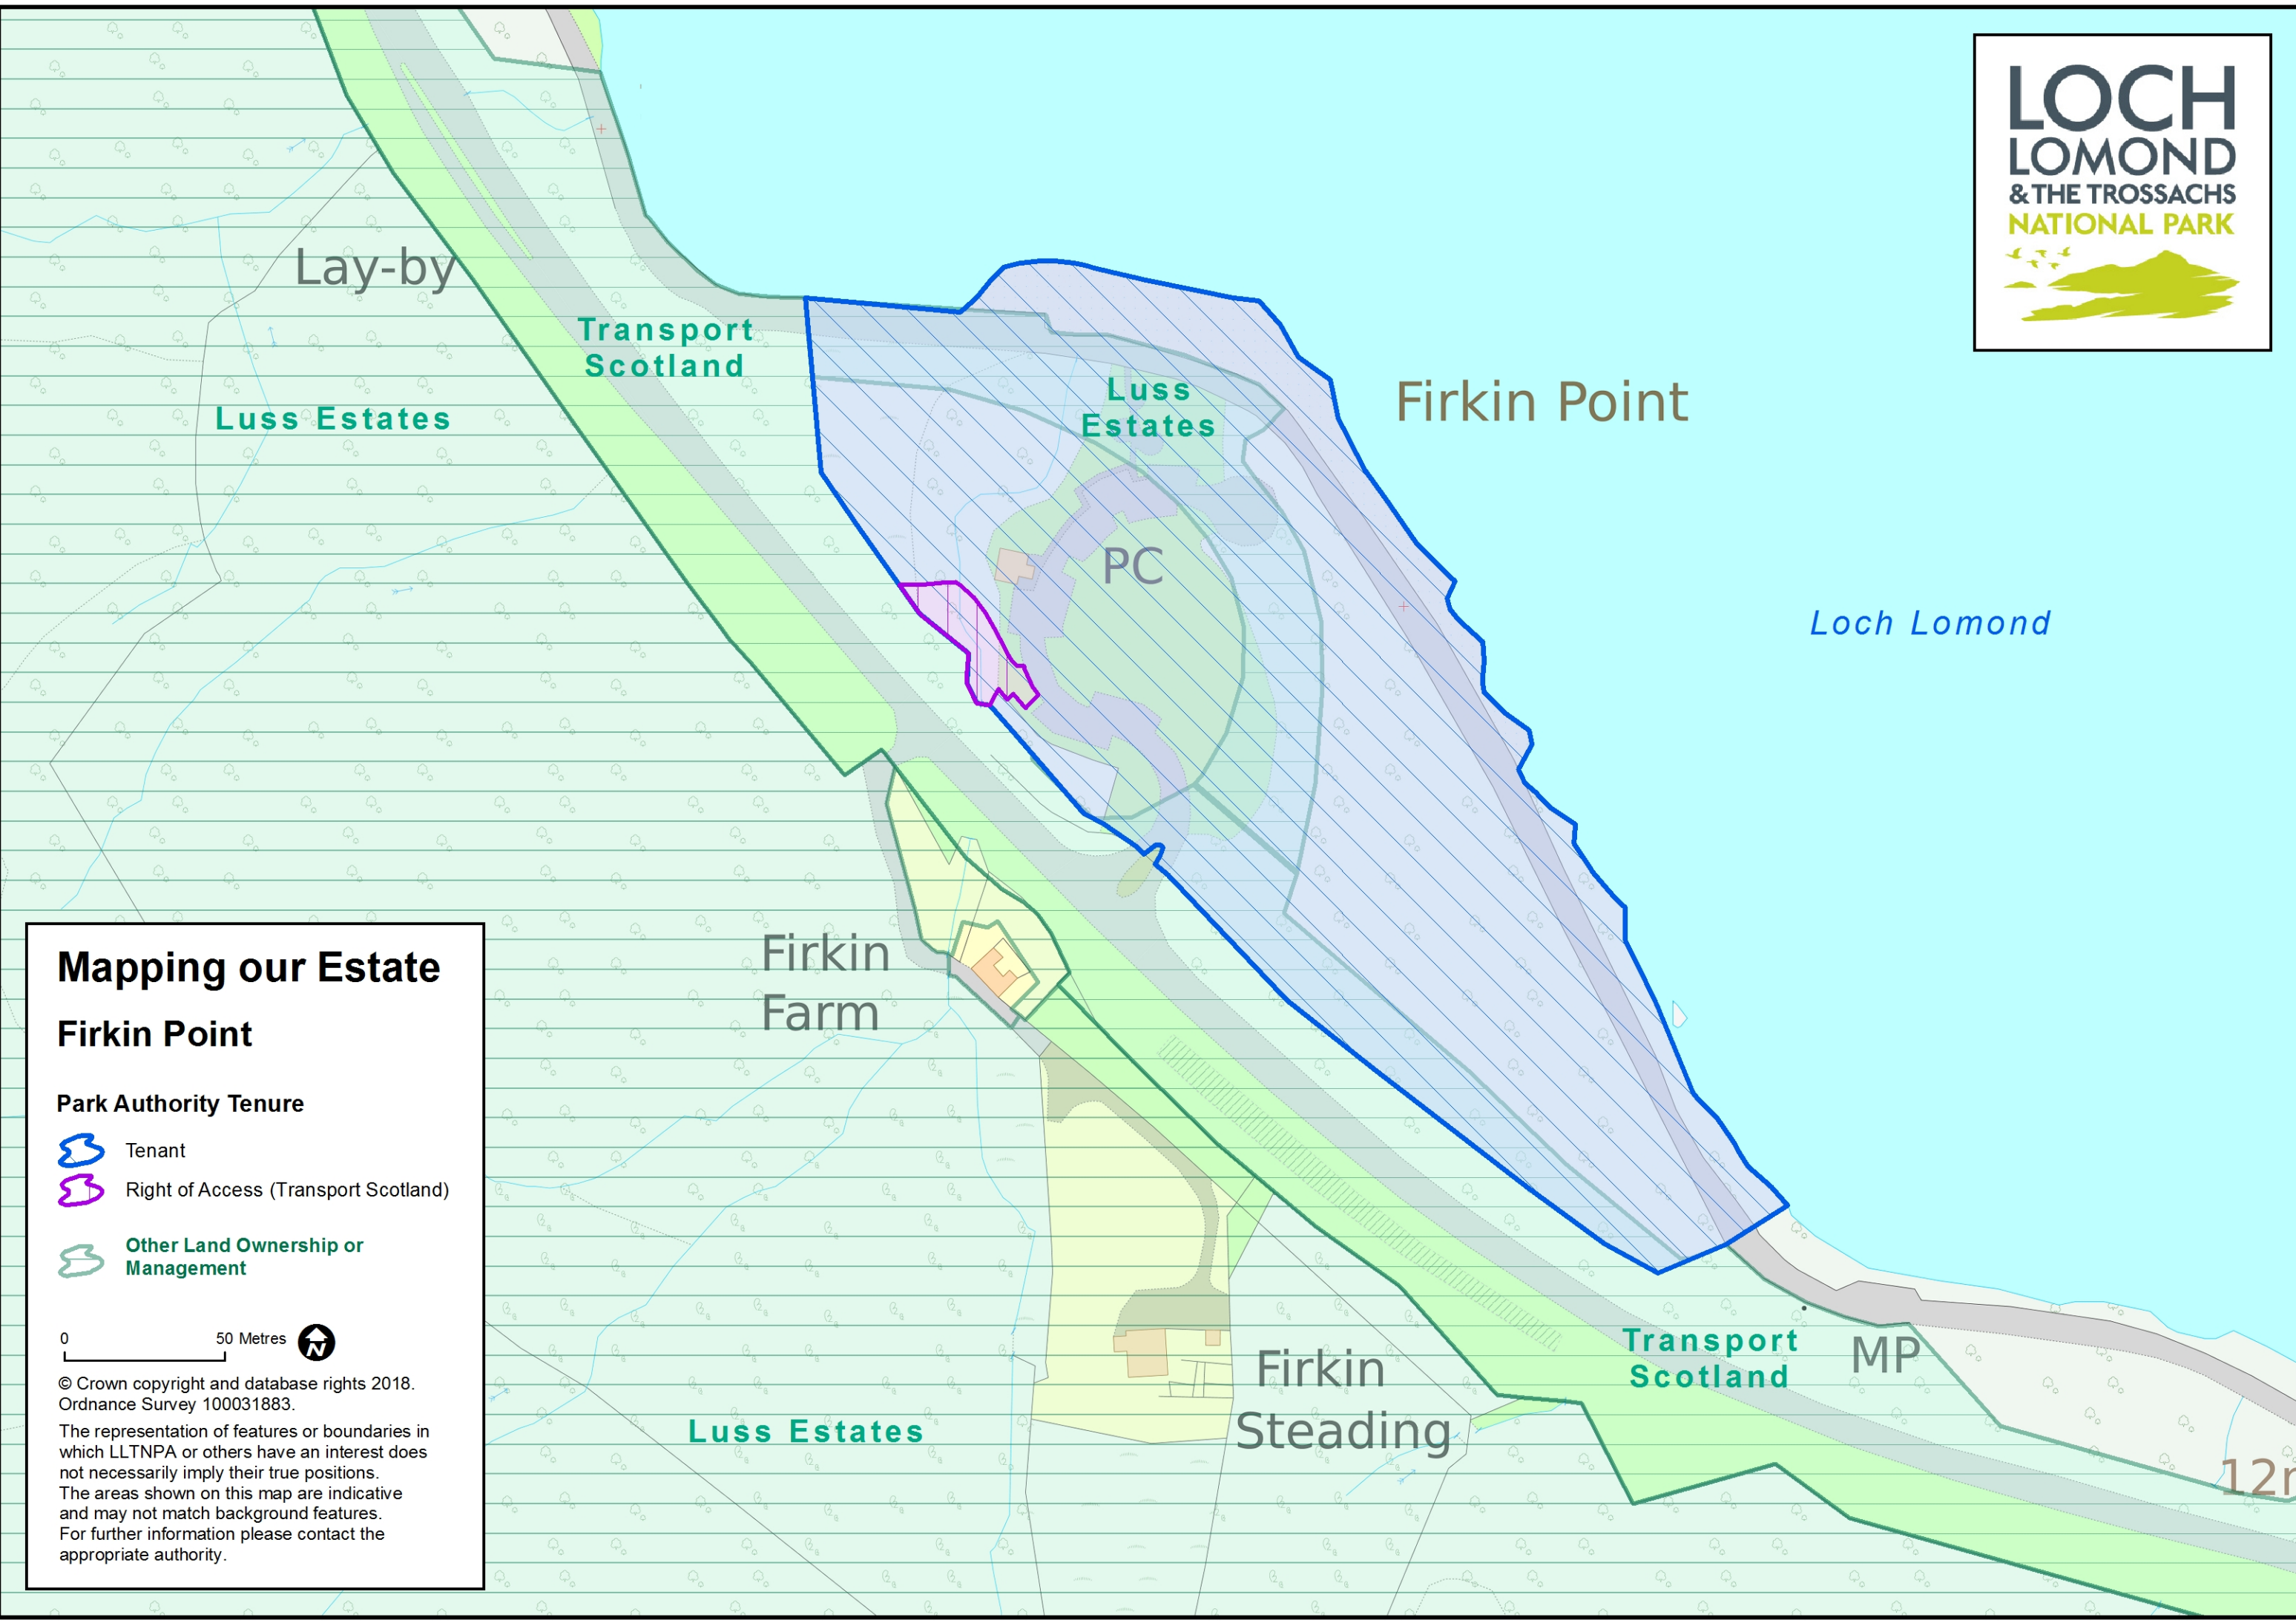 LOCH
LOMOND
& THE TROSSACHS
NATIONAL PARK
Lay-by
Transport
Scotland
Luss Estates
Luss
Estates
Firkin Point
PC
Loch Lomond
Firkin
Farm
Firkin
Steading
Luss Estates
Transport
Scotland
MP
Mapping our Estate
Firkin Point
Park Authority Tenure
Tenant
Right of Access (Transport Scotland)
Other Land Ownership or
Management
0 50 Metres
N
© Crown copyright and database rights 2018.
Ordnance Survey 100031883.
The representation of features or boundaries in
which LLTNPA or others have an interest does
not necessarily imply their true positions.
The areas shown on this map are indicative
and may not match background features.
For further information please contact the
appropriate authority.